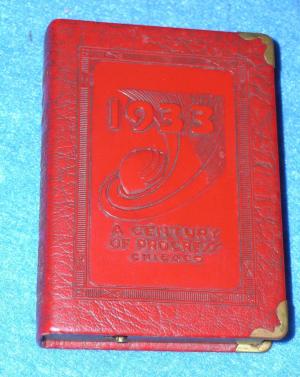 1933
A CENTURY
OF PROGRESS
CHICAGO